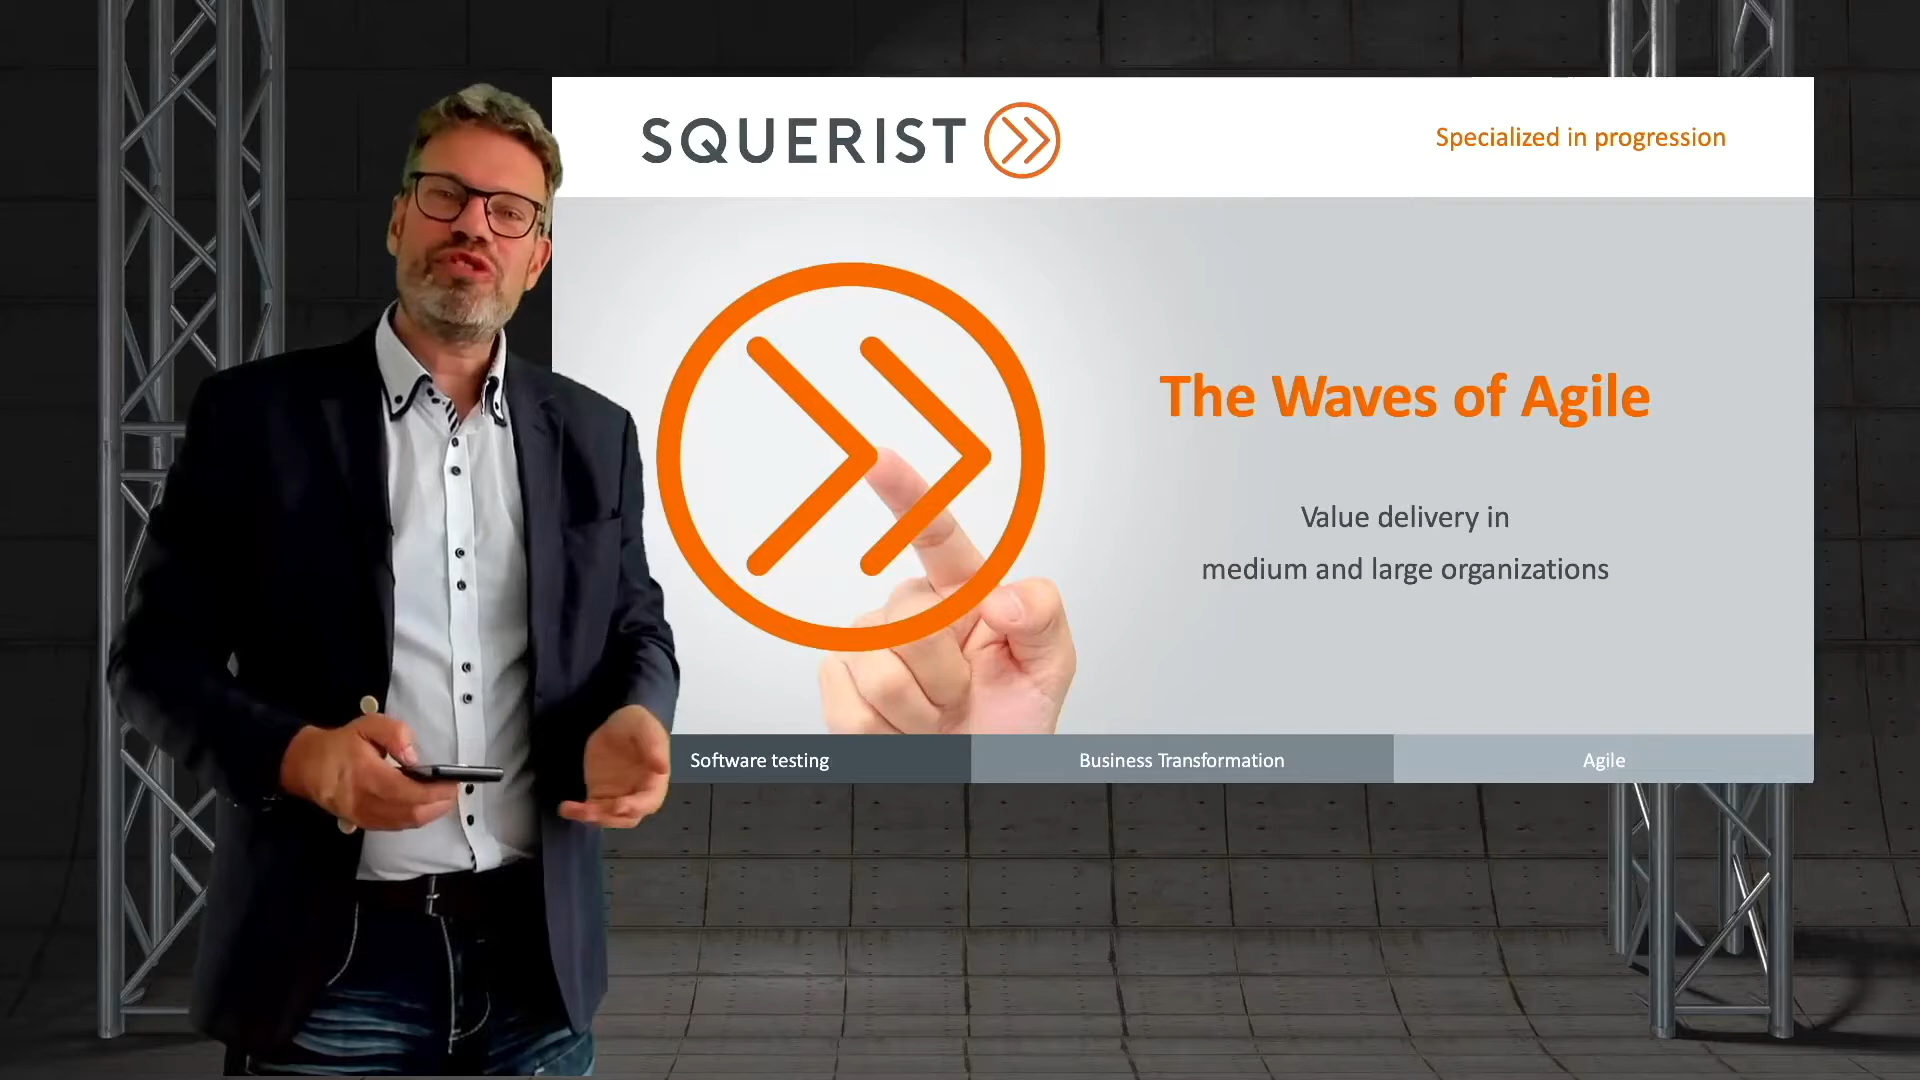 SQUERIST
Specialized in progression
The Waves of Agile
Value delivery in
medium and large organizations
Software testing
Business Transformation
Agile